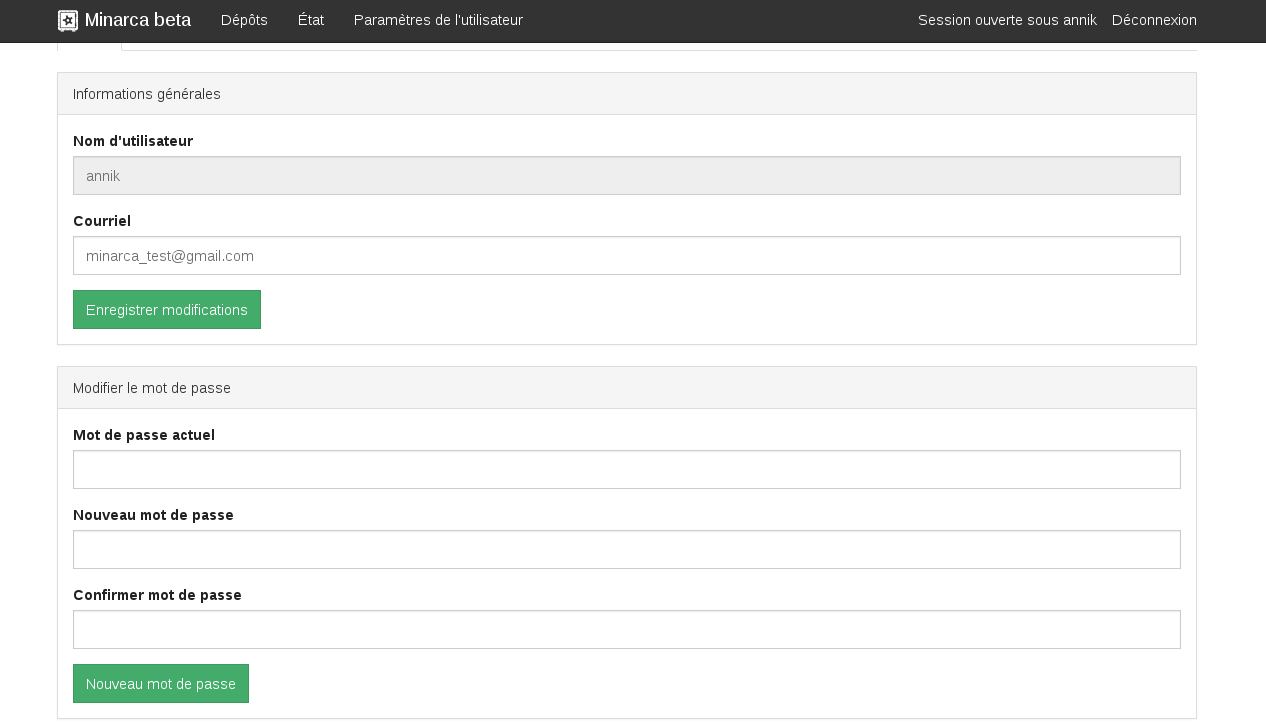 Minarca beta Dépôts État Paramètres de l'utilisateur Session ouverte sous annik Déconnexion
Informations générales
Nom d'utilisateur
annik
Courriel
minarca_test@gmail.com
Enregistrer modifications
Modifier le mot de passe
Mot de passe actuel
Nouveau mot de passe
Confirmer mot de passe
Nouveau mot de passe